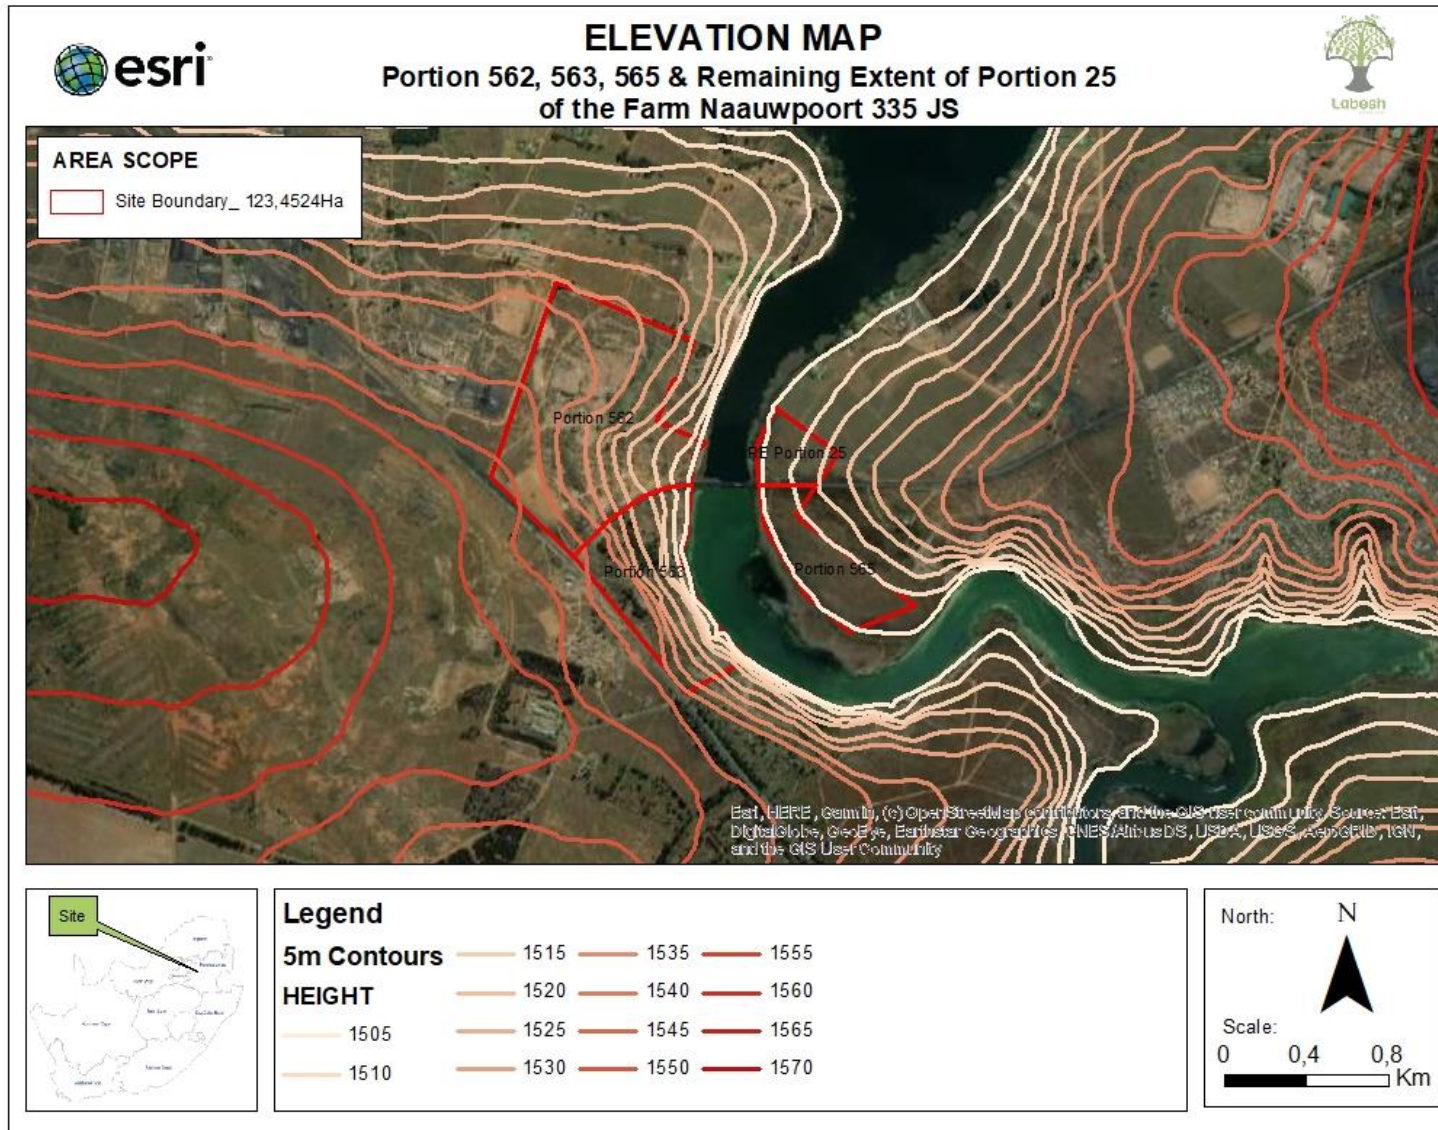 esri
ELEVATION MAP
Portion 562, 563, 565 & Remaining Extent of Portion 25
of the Farm Naauwpoort 335 JS
Labesh
AREA SCOPE
Site Boundary_ 123,4524Ha
Portion 562
RE Portion 25
Portion 563
Portion 565
Esri, HERE, Garmin, (c) OpenStreetMap contributors, and the GIS user community, Source: Esri,
DigitalGlobe, GeoEye, Earthstar Geographics, CNES/Airbus DS, USDA, USGS, AeroGRID, IGN,
and the GIS User Community
Site
Legend
5m Contours
HEIGHT
1505
1510
1515
1520
1525
1530
1535
1540
1545
1550
1555
1560
1565
1570
North:
N
Scale:
0 0,4 0,8
Km